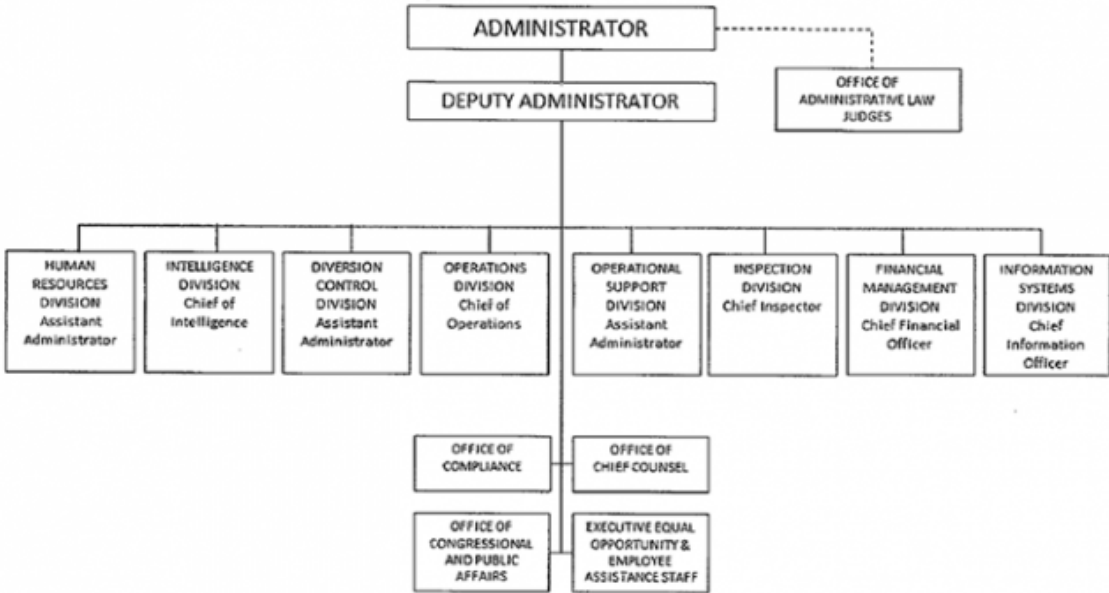 ADMINISTRATOR
OFFICE OF
ADMINISTRATIVE LAW
JUDGES
DEPUTY ADMINISTRATOR
HUMAN
RESOURCES
DIVISION
Assistant
Administrator
INTELLIGENCE
DIVISION
Chief of
Intelligence
DIVERSION
CONTROL
DIVISION
Assistant
Administrator
OPERATIONS
DIVISION
Chief of
Operations
OPERATIONAL
SUPPORT
DIVISION
Assistant
Administrator
INSPECTION
DIVISION
Chief Inspector
FINANCIAL
MANAGEMENT
DIVISION
Chief Financial
Officer
INFORMATION
SYSTEMS
DIVISION
Chief
Information
Officer
OFFICE OF
COMPLIANCE
OFFICE OF
CHIEF COUNSEL
OFFICE OF
CONGRESSIONAL
AND PUBLIC
AFFAIRS
EXECUTIVE EQUAL
OPPORTUNITY &
EMPLOYEE
ASSISTANCE STAFF